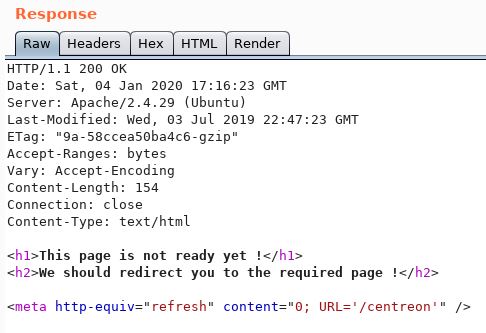 Response
Raw Headers Hex HTML Render
HTTP/1.1 200 OK
Date: Sat, 04 Jan 2020 17:16:23 GMT
Server: Apache/2.4.29 (Ubuntu)
Last-Modified: Wed, 03 Jul 2019 22:47:23 GMT
ETag: "9a-58ccea50ba4c6-gzip"
Accept-Ranges: bytes
Vary: Accept-Encoding
Content-Length: 154
Connection: close
Content-Type: text/html
<h1>This page is not ready yet !</h1>
<h2>We should redirect you to the required page !</h2>
<meta http-equiv="refresh" content="0; URL='/centreon'" />